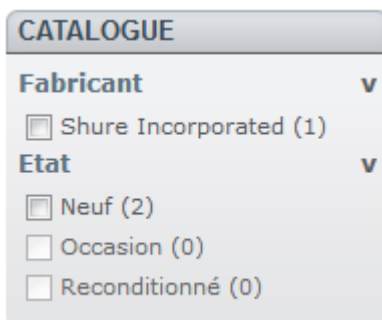 CATALOGUE
Fabricant v
Shure Incorporated (1)
Etat v
Neuf (2)
Occasion (0)
Reconditionné (0)